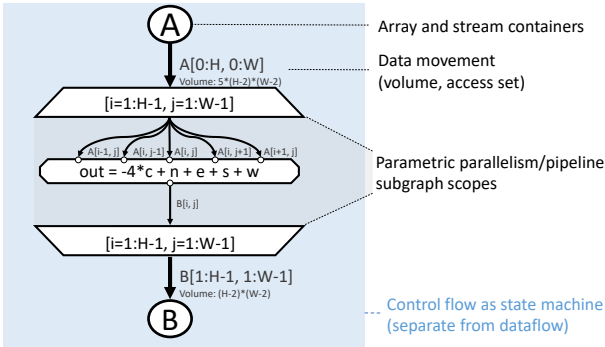 A
Array and stream containers
A[0:H, 0:W]
Volume: 5*(H-2)*(W-2)
Data movement
(volume, access set)
[i=1:H-1, j=1:W-1]
A[i-1, j] A[i, j-1] A[i, j] A[i, j+1] A[i+1, j]
out = -4*c + n + e + s + w
Parametric parallelism/pipeline
subgraph scopes
B[i, j]
[i=1:H-1, j=1:W-1]
B[1:H-1, 1:W-1]
Volume: (H-2)*(W-2)
B
Control flow as state machine
(separate from dataflow)